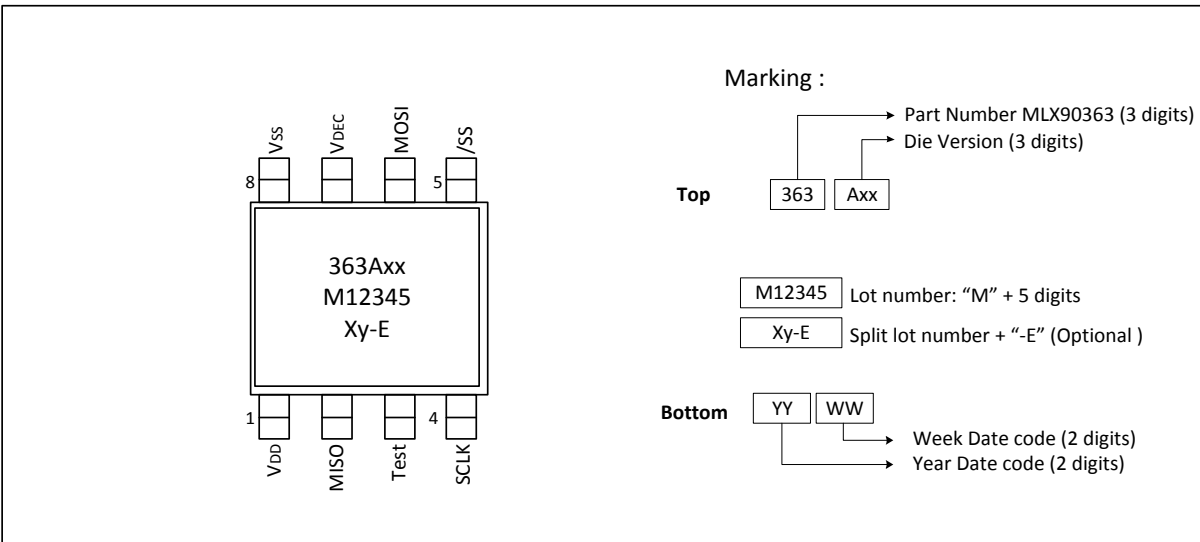 Marking :
Part Number MLX90363 (3 digits)
Die Version (3 digits)
Top
363 Axx
M12345 Lot number: “M” + 5 digits
Xy-E Split lot number + “-E” (Optional )
Bottom
YY WW
Week Date code (2 digits)
Year Date code (2 digits)
VSS
VDEC
MOSI
/SS
8
5
363Axx
M12345
Xy-E
1
4
VDD
MISO
Test
SCLK